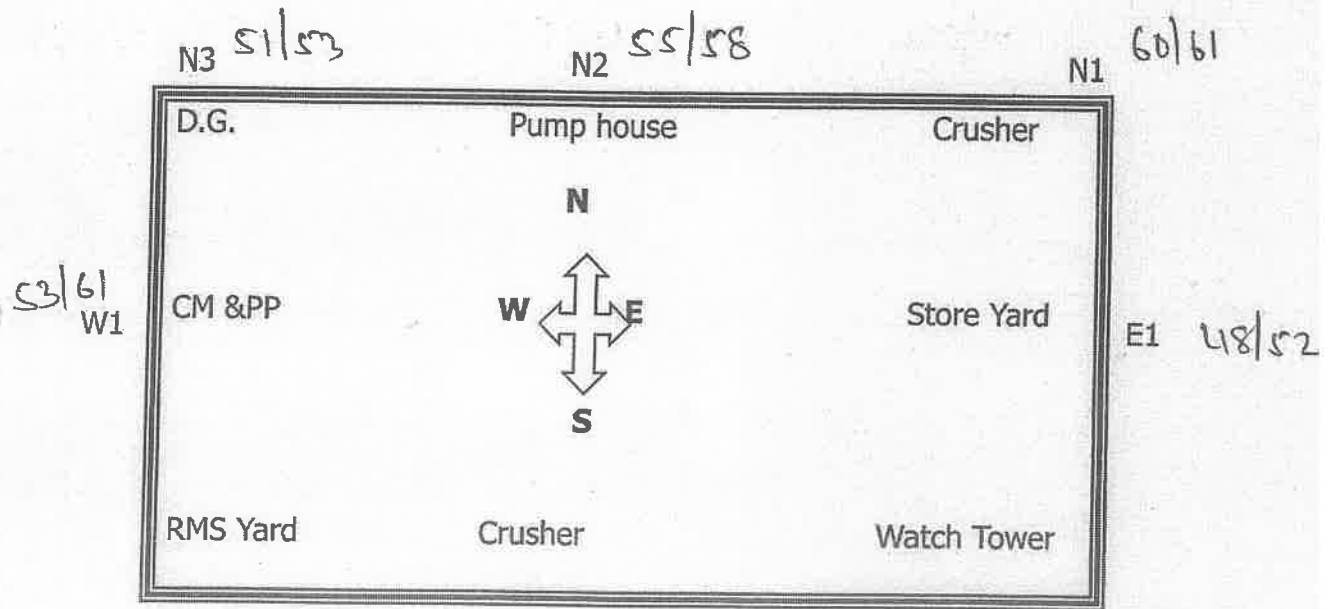 N3 51/53 N2 55/58 N1 60/61
D.G. Pump house Crusher
N
53/61
W1 CM &PP W E Store Yard E1 48/52
S
RMS Yard Crusher Watch Tower